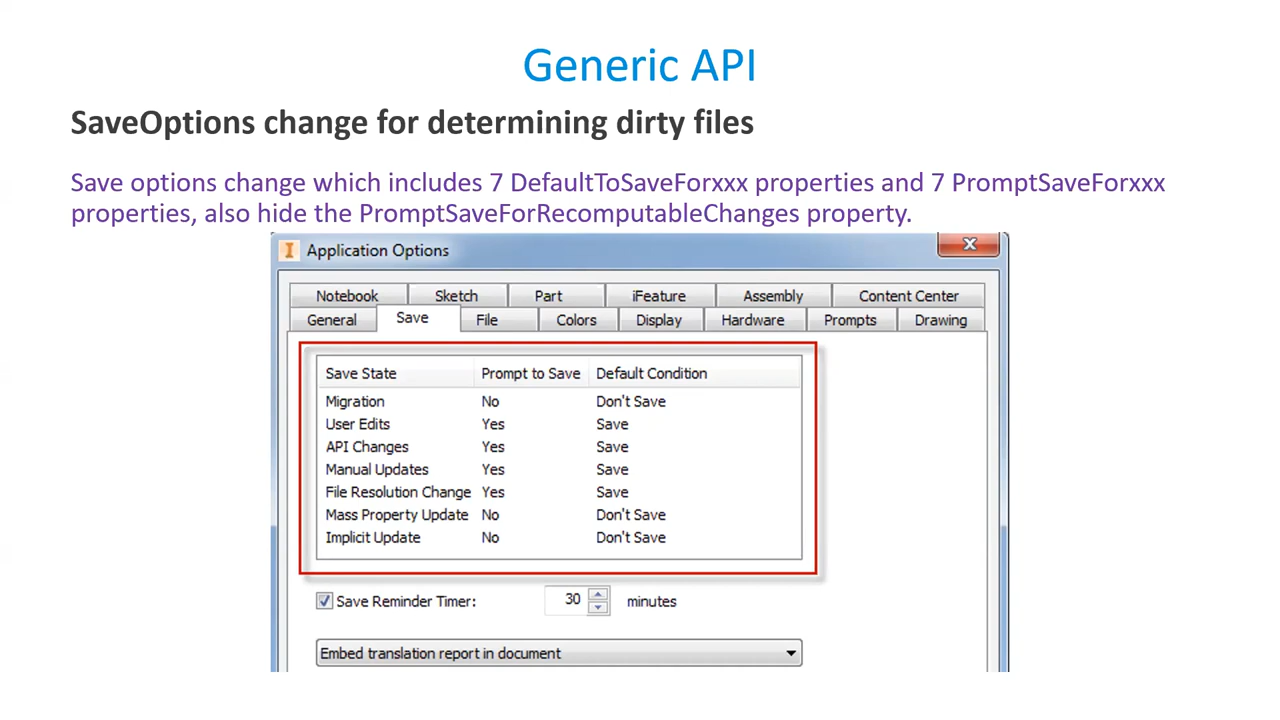 Generic API
SaveOptions change for determining dirty files
Save options change which includes 7 DefaultToSaveForxxx properties and 7 PromptSaveForxxx
properties, also hide the PromptSaveForRecomputableChanges property.
Application Options
Notebook Sketch Part iFeature Assembly Content Center
General Save File Colors Display Hardware Prompts Drawing
Save State Prompt to Save Default Condition
Migration No Don't Save
User Edits Yes Save
API Changes Yes Save
Manual Updates Yes Save
File Resolution Change Yes Save
Mass Property Update No Don't Save
Implicit Update No Don't Save
Save Reminder Timer: 30 minutes
Embed translation report in document